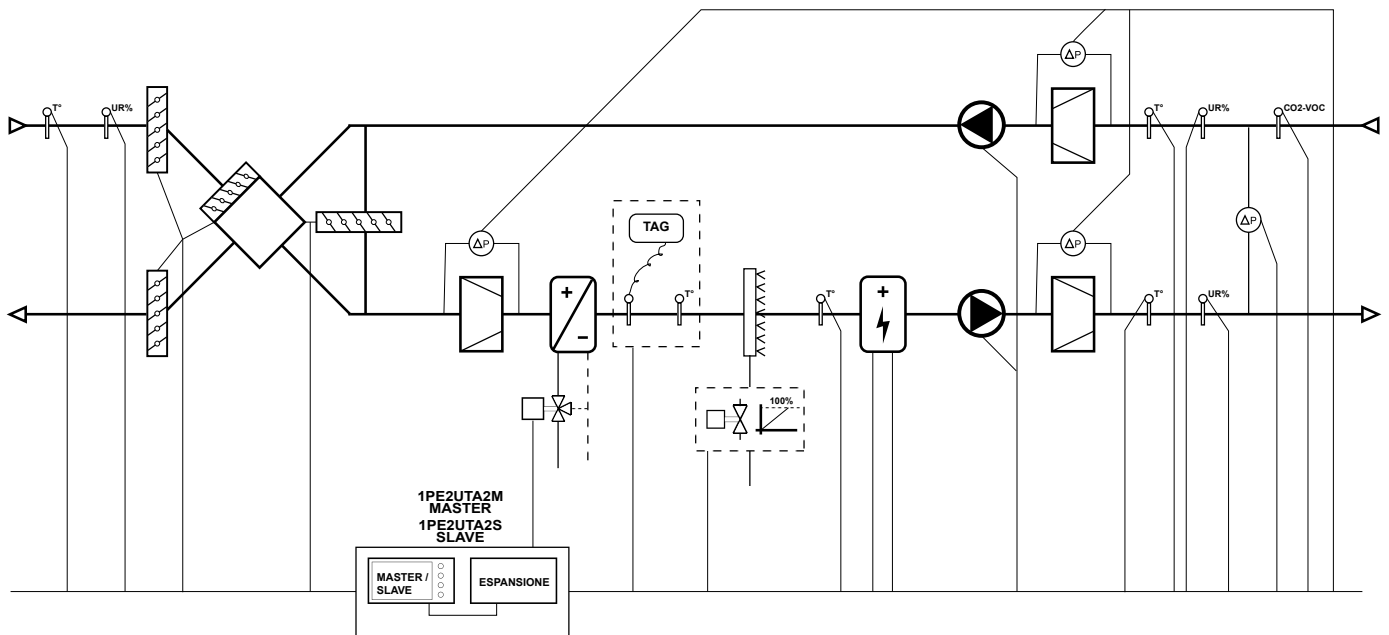 ΔP
T°
UR%
T°
UR%
CO2-VOC
ΔP
TAG
ΔP
ΔP
+
-
T°
T°
+
T°
UR%
100%
1PE2UTA2M
MASTER
1PE2UTA2S
SLAVE
MASTER /
SLAVE
ESPANSIONE